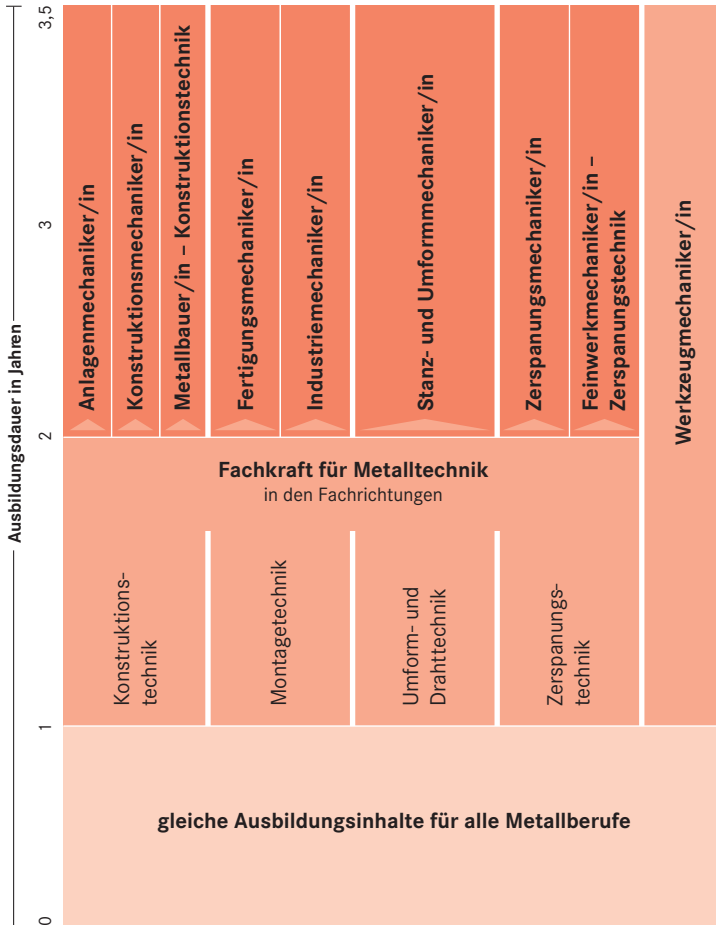 Ausbildungsdauer in Jahren
3,5
3
2
1
0
Anlagenmechaniker/in
Konstruktionsmechaniker/in
Metallbauer/in – Konstruktionstechnik
Fertigungsmechaniker/in
Industriemechaniker/in
Stanz- und Umformmechaniker/in
Zerspanungsmechaniker/in
Feinwerkmechaniker/in –
Zerspanungstechnik
Werkzeugmechaniker/in
Fachkraft für Metalltechnik
in den Fachrichtungen
Konstruktions-
technik
Montagetechnik
Umform- und
Drahttechnik
Zerspanungs-
technik
gleiche Ausbildungsinhalte für alle Metallberufe